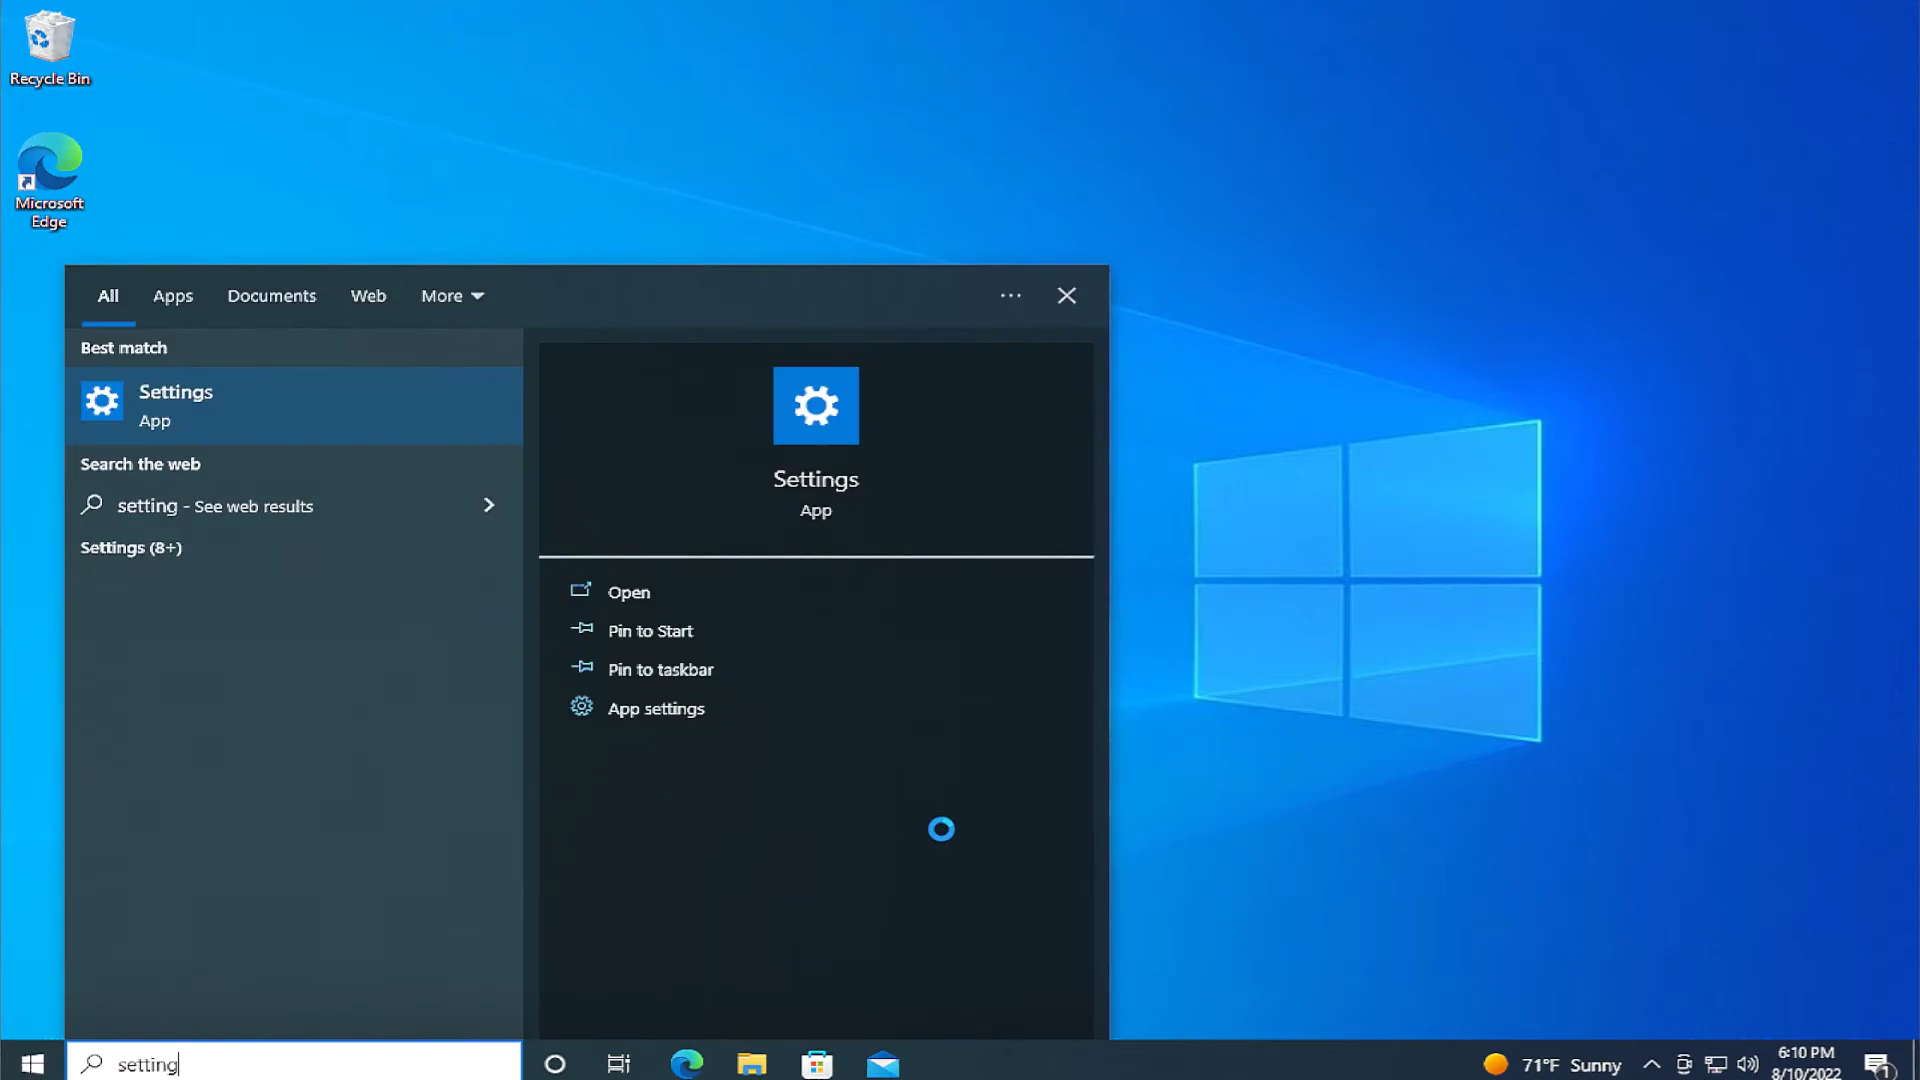 Recycle Bin
Microsoft
Edge
All Apps Documents Web More
Best match
Settings
App
Search the web
setting - See web results
Settings (8+)
Settings
App
Open
Pin to Start
Pin to taskbar
App settings
setting
71°F Sunny
6:10 PM
8/10/2022
1